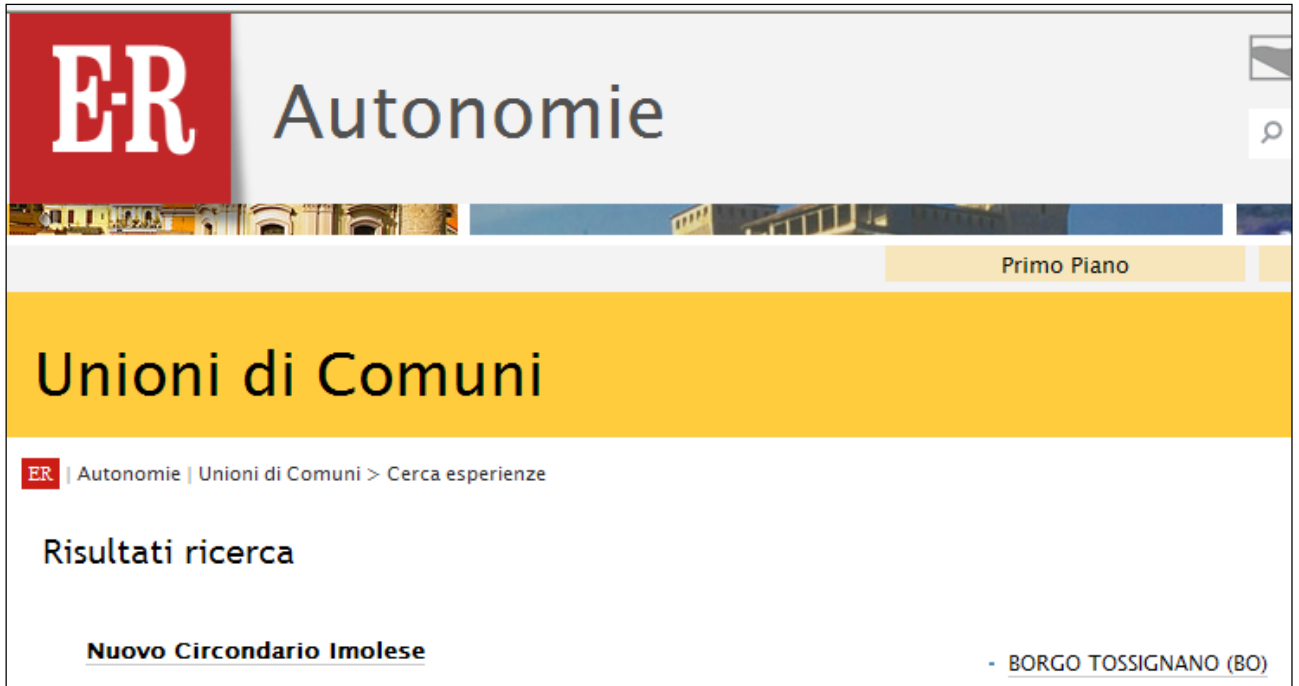 E-R
Autonomie
Primo Piano
Unioni di Comuni
ER | Autonomie | Unioni di Comuni > Cerca esperienze
Risultati ricerca
Nuovo Circondario Imolese
- BORGO TOSSIGNANO (BO)